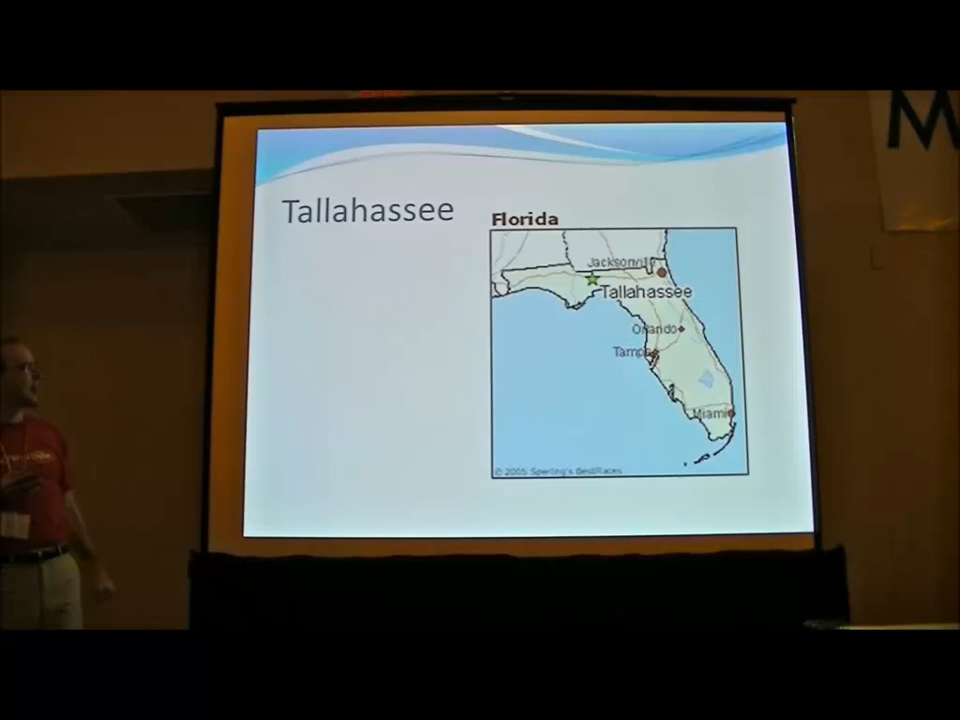 Tallahassee
Florida
Jacksonville
Tallahassee
Orlando
Tampa
Miami
© 2005 Sperling's BestPlaces
M